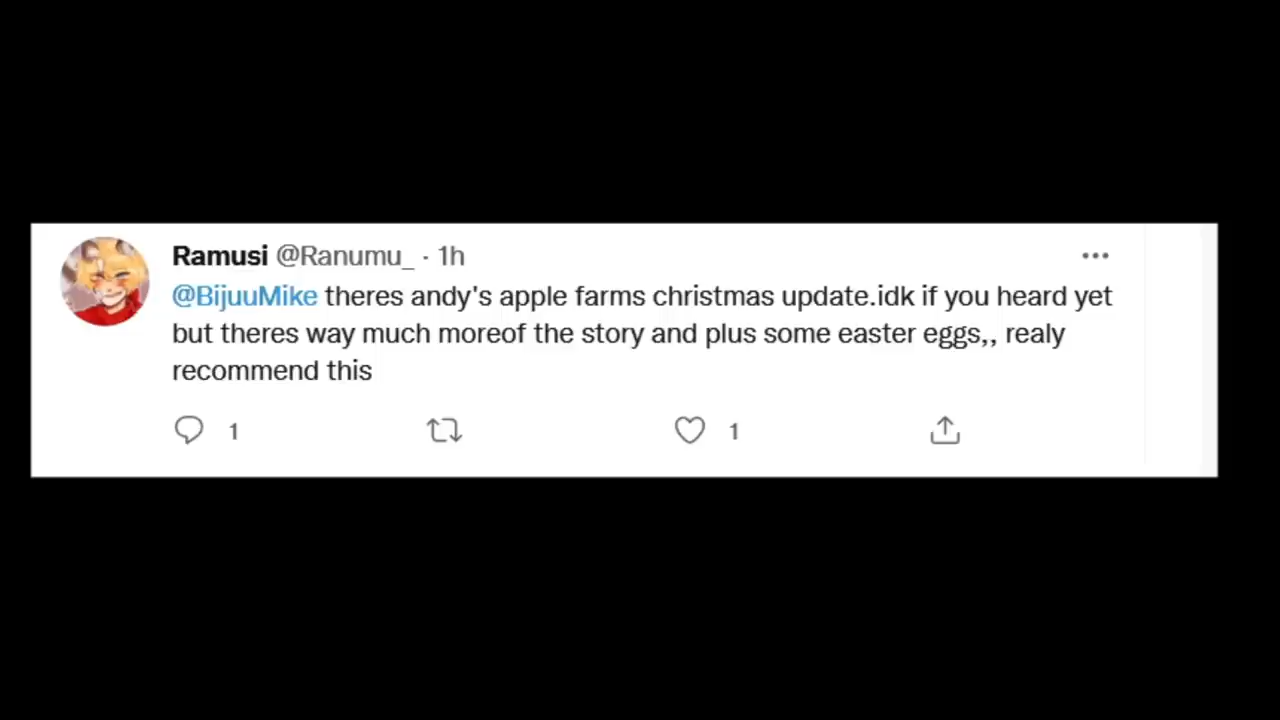 Ramusi @Ranumu_ · 1h
@BijuuMike theres andy's apple farms christmas update.idk if you heard yet
but theres way much moreof the story and plus some easter eggs,, realy
recommend this
1 1